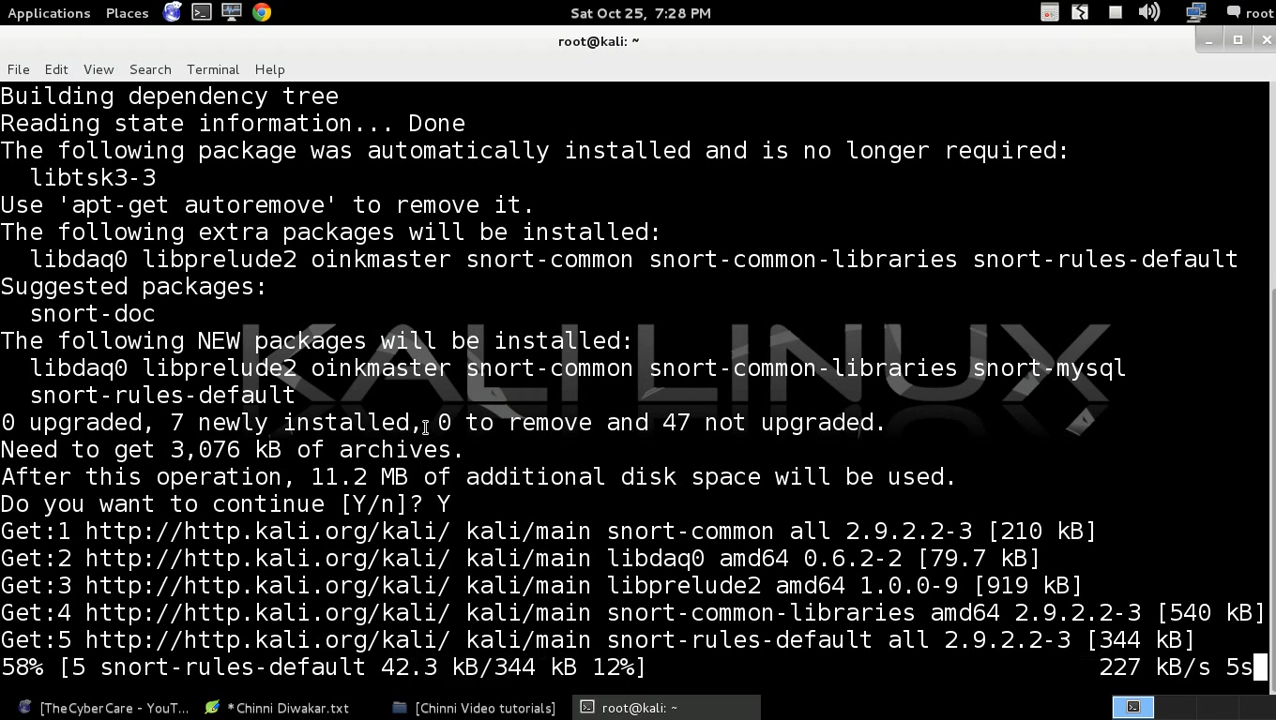 Applications Places Sat Oct 25, 7:28 PM root
root@kali: ~
File Edit View Search Terminal Help
Building dependency tree
Reading state information... Done
The following package was automatically installed and is no longer required:
libtsk3-3
Use 'apt-get autoremove' to remove it.
The following extra packages will be installed:
libdaq0 libprelude2 oinkmaster snort-common snort-common-libraries snort-rules-default
Suggested packages:
snort-doc
The following NEW packages will be installed:
libdaq0 libprelude2 oinkmaster snort-common snort-common-libraries snort-mysql
snort-rules-default
0 upgraded, 7 newly installed, 0 to remove and 47 not upgraded.
Need to get 3,076 kB of archives.
After this operation, 11.2 MB of additional disk space will be used.
Do you want to continue [Y/n]? Y
Get:1 http://http.kali.org/kali/ kali/main snort-common all 2.9.2.2-3 [210 kB]
Get:2 http://http.kali.org/kali/ kali/main libdaq0 amd64 0.6.2-2 [79.7 kB]
Get:3 http://http.kali.org/kali/ kali/main libprelude2 amd64 1.0.0-9 [919 kB]
Get:4 http://http.kali.org/kali/ kali/main snort-common-libraries amd64 2.9.2.2-3 [540 kB]
Get:5 http://http.kali.org/kali/ kali/main snort-rules-default all 2.9.2.2-3 [344 kB]
58% [5 snort-rules-default 42.3 kB/344 kB 12%] 227 kB/s 5s
KALI LINUX
[TheCyberCare - YouT... *Chinni Diwakar.txt [Chinni Video tutorials] root@kali: ~